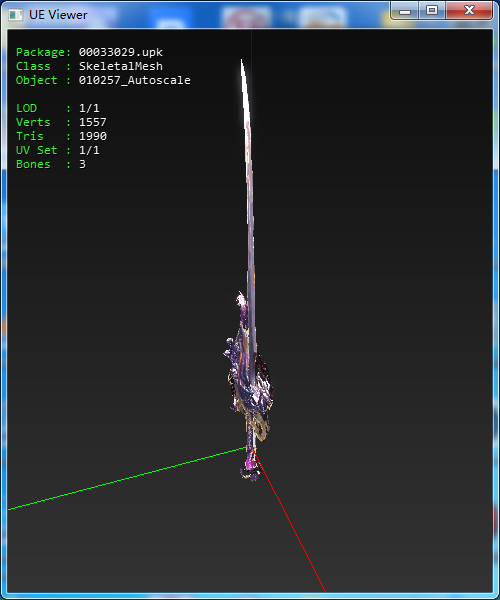 UE Viewer
Package: 00033029.upk
Class : SkeletalMesh
Object : 010257_Autoscale
LOD : 1/1
Verts : 1557
Tris : 1990
UV Set : 1/1
Bones : 3